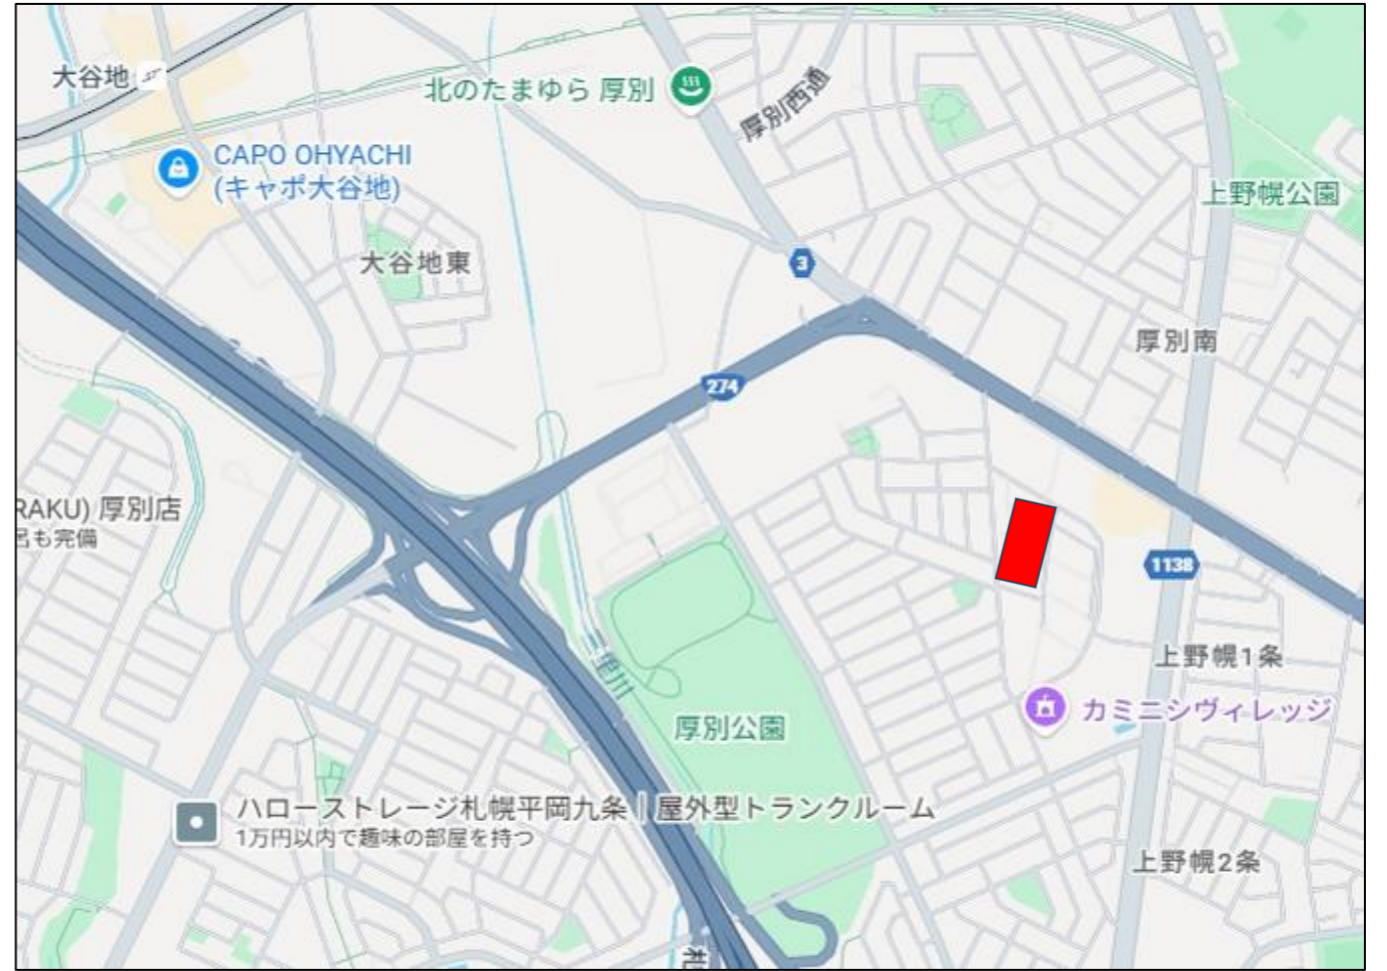 大谷地
北のたまゆら 厚別
厚別西通
CAPO OHYACHI
(キャポ大谷地)
上野幌公園
大谷地東
3
厚別南
274
RAKU) 厚別店
呂も完備
1138
三里川
上野幌1条
カミニシヴィレッジ
厚別公園
ハローストレージ札幌平岡九条｜屋外型トランクルーム
1万円以内で趣味の部屋を持つ
上野幌2条
札